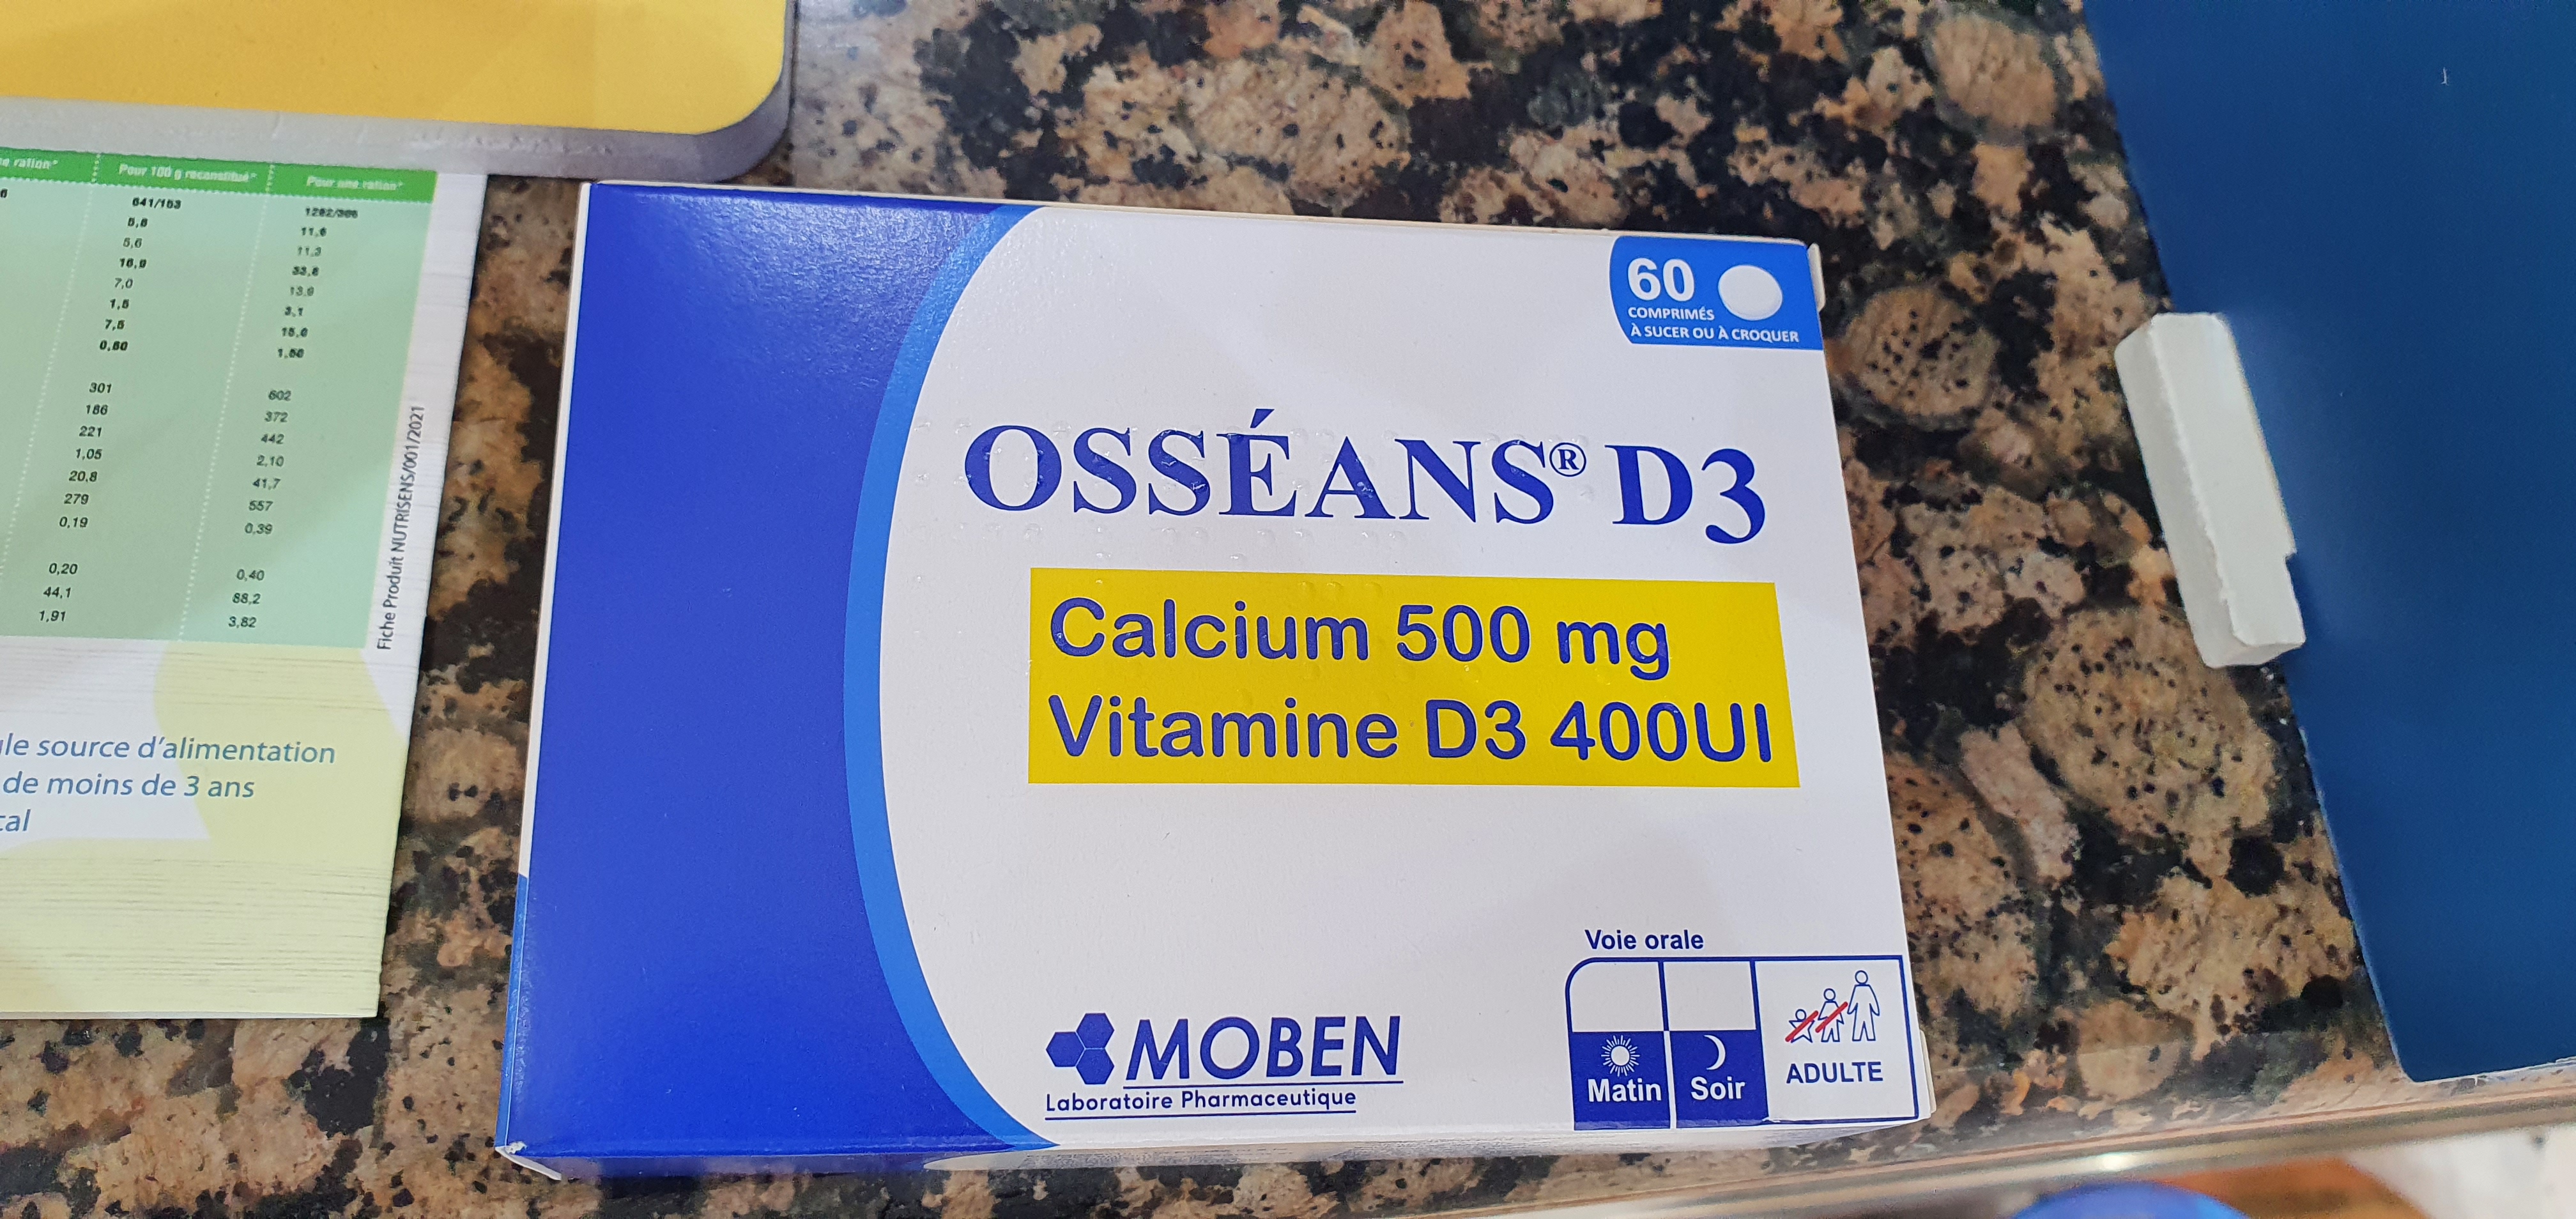 Pour 100 g reconstitué*
Pour une ration*
641/153
1282/306
5,8
11,6
5,6
11,3
16,9
33,8
7,0
13,9
1,5
3,1
7,5
15,0
301
602
186
372
221
442
1,05
2,10
20,8
41,7
279
557
0,19
0,39
0,20
0,40
44,1
88,2
1,91
3,82
Fiche Produit NUTRISENS/001/2021
source d'alimentation
de moins de 3 ans
60
COMPRIMÉS
À SUCER OU À CROQUER
OSSÉANS® D3
Calcium 500 mg
Vitamine D3 400UI
Voie orale
Matin
Soir
ADULTE
MOBEN
Laboratoire Pharmaceutique